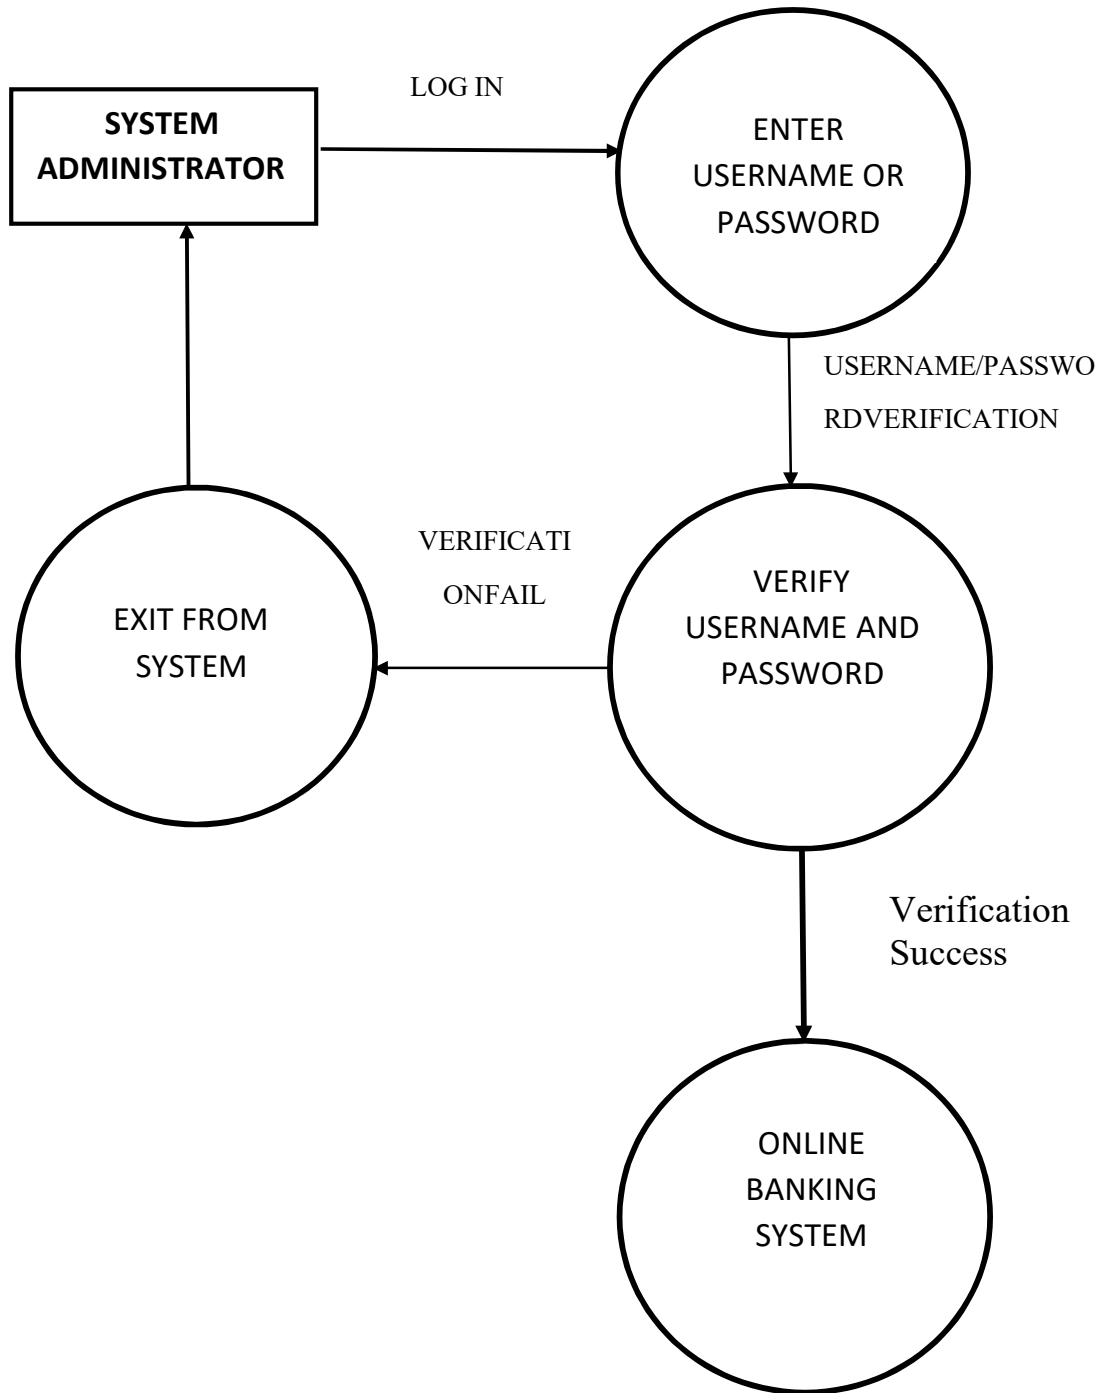 LOG IN
SYSTEM
ADMINISTRATOR
ENTER
USERNAME OR
PASSWORD
USERNAME/PASSWO
RDVERIFICATION
VERIFICATI
ONFAIL
VERIFY
USERNAME AND
PASSWORD
EXIT FROM
SYSTEM
Verification
Success
ONLINE
BANKING
SYSTEM